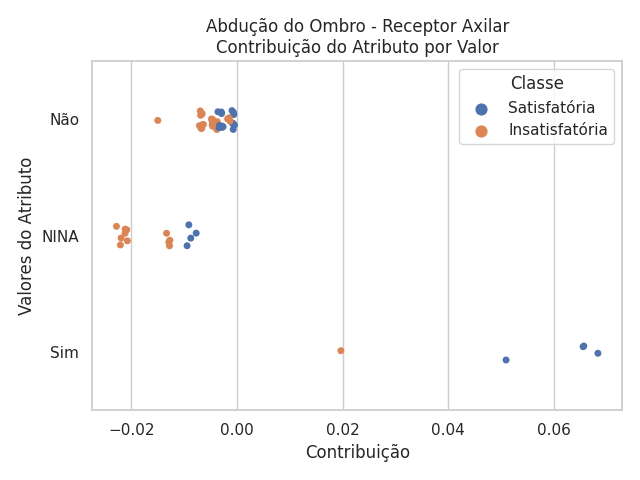 Abdução do Ombro - Receptor Axilar
Contribuição do Atributo por Valor
Classe
Satisfatória
Insatisfatória
Valores do Atributo
Não
NINA
Sim
−0.02
0.00
0.02
0.04
0.06
Contribuição